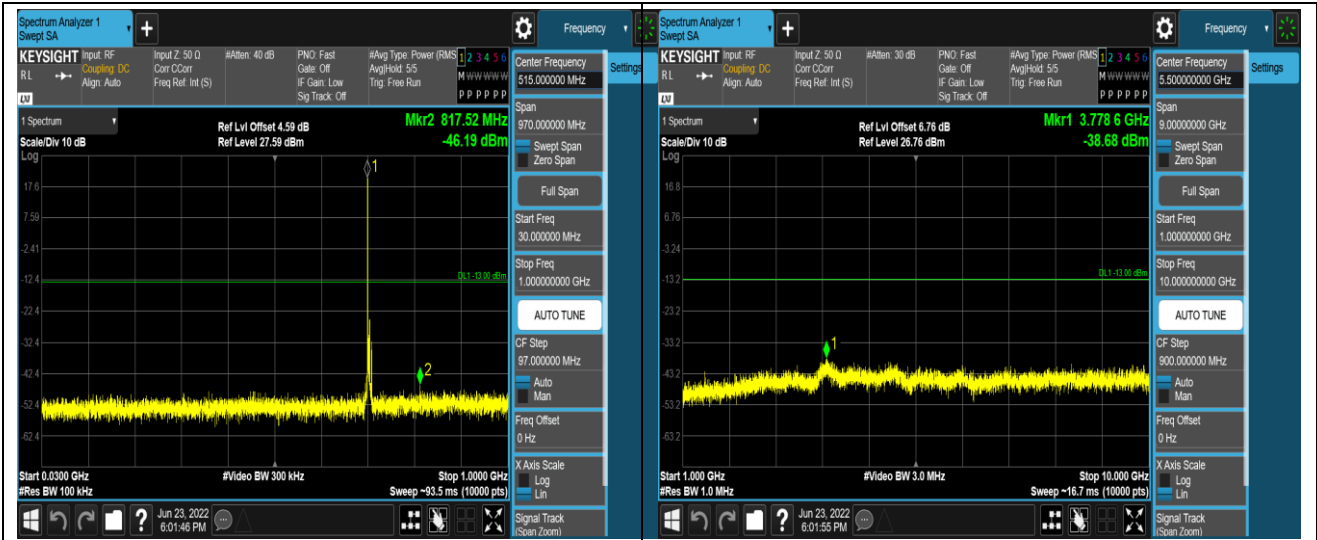 Spectrum Analyzer 1
Swept SA
+
Frequency
KEYSIGHT
RL
LXI
Input: RF
Coupling: DC
Align: Auto
Input Z: 50 Ω
Corr CCorr
Freq Ref: Int (S)
#Atten: 40 dB
PNO: Fast
Gate: Off
IF Gain: Low
Sig Track: Off
#Avg Type: Power (RMS
Avg|Hold: 5/5
Trig: Free Run
1 2 3 4 5 6
M W W W W W
P P P P P P
Center Frequency
515.000000 MHz
Settings
1 Spectrum
Scale/Div 10 dB
Log
Ref Lvl Offset 4.59 dB
Ref Level 27.59 dBm
Mkr2 817.52 MHz
-46.19 dBm
17.6
7.59
-2.41
-12.4
-22.4
-32.4
-42.4
-52.4
-62.4
1
DL1 -13.00 dBm
2
Start 0.0300 GHz
#Res BW 100 kHz
#Video BW 300 kHz
Stop 1.0000 GHz
Sweep ~93.5 ms (10000 pts)
Span
970.000000 MHz
Swept Span
Zero Span
Full Span
Start Freq
30.000000 MHz
Stop Freq
1.000000000 GHz
AUTO TUNE
CF Step
97.000000 MHz
Auto
Man
Freq Offset
0 Hz
X Axis Scale
Log
Lin
Signal Track
(Span Zoom)
?
Jun 23, 2022
6:01:46 PM
Spectrum Analyzer 1
Swept SA
+
Frequency
KEYSIGHT
RL
LXI
Input: RF
Coupling: DC
Align: Auto
Input Z: 50 Ω
Corr CCorr
Freq Ref: Int (S)
#Atten: 30 dB
PNO: Fast
Gate: Off
IF Gain: Low
Sig Track: Off
#Avg Type: Power (RMS
Avg|Hold: 5/5
Trig: Free Run
1 2 3 4 5 6
M W W W W W
P P P P P P
Center Frequency
5.500000000 GHz
Settings
1 Spectrum
Scale/Div 10 dB
Log
Ref Lvl Offset 6.76 dB
Ref Level 26.76 dBm
Mkr1 3.778 6 GHz
-38.68 dBm
16.8
6.76
-3.24
-13.2
-23.2
-33.2
-43.2
-53.2
-63.2
DL1 -13.00 dBm
1
Start 1.000 GHz
#Res BW 1.0 MHz
#Video BW 3.0 MHz
Stop 10.000 GHz
Sweep ~16.7 ms (10000 pts)
Span
9.00000000 GHz
Swept Span
Zero Span
Full Span
Start Freq
1.000000000 GHz
Stop Freq
10.000000000 GHz
AUTO TUNE
CF Step
900.000000 MHz
Auto
Man
Freq Offset
0 Hz
X Axis Scale
Log
Lin
Signal Track
(Span Zoom)
?
Jun 23, 2022
6:01:55 PM